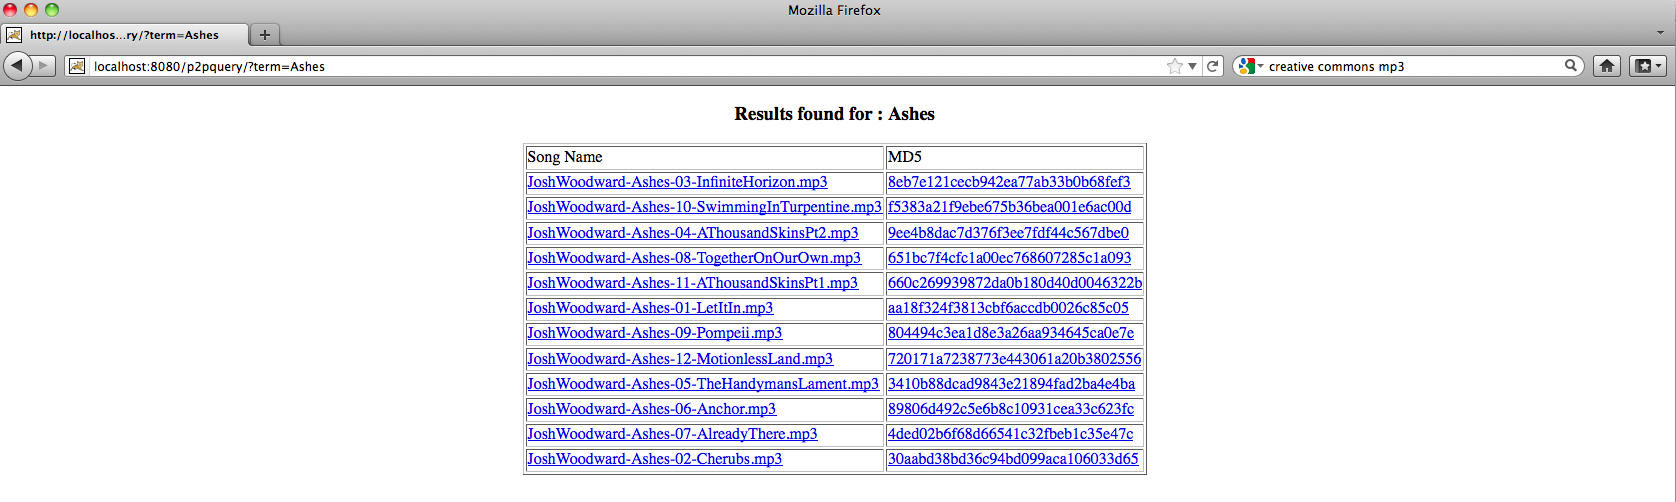 Mozilla Firefox
http://localhos...ry/?term=Ashes
localhost:8080/p2pquery/?term=Ashes creative commons mp3
Results found for : Ashes
Song Name MD5
JoshWoodward-Ashes-03-InfiniteHorizon.mp3 8eb7e121cecb942ea77ab33b0b68fef3
JoshWoodward-Ashes-10-SwimmingInTurpentine.mp3 f5383a21f9ebe675b36bea001e6ac00d
JoshWoodward-Ashes-04-AThousandSkinsPt2.mp3 9ee4b8dac7d376f3ee7fdf44c567dbe0
JoshWoodward-Ashes-08-TogetherOnOurOwn.mp3 651bc7f4cfc1a00ec768607285c1a093
JoshWoodward-Ashes-11-AThousandSkinsPt1.mp3 660c269939872da0b180d40d0046322b
JoshWoodward-Ashes-01-LetItIn.mp3 aa18f324f3813cbf6accdb0026c85c05
JoshWoodward-Ashes-09-Pompeii.mp3 804494c3ea1d8e3a26aa934645ca0e7e
JoshWoodward-Ashes-12-MotionlessLand.mp3 720171a7238773e443061a20b3802556
JoshWoodward-Ashes-05-TheHandymansLament.mp3 3410b88dcad9843e21894fad2ba4e4ba
JoshWoodward-Ashes-06-Anchor.mp3 89806d492c5e6b8c10931cea33c623fc
JoshWoodward-Ashes-07-AlreadyThere.mp3 4ded02b6f68d66541c32fbeb1c35e47c
JoshWoodward-Ashes-02-Cherubs.mp3 30aabd38bd36c94bd099aca106033d65